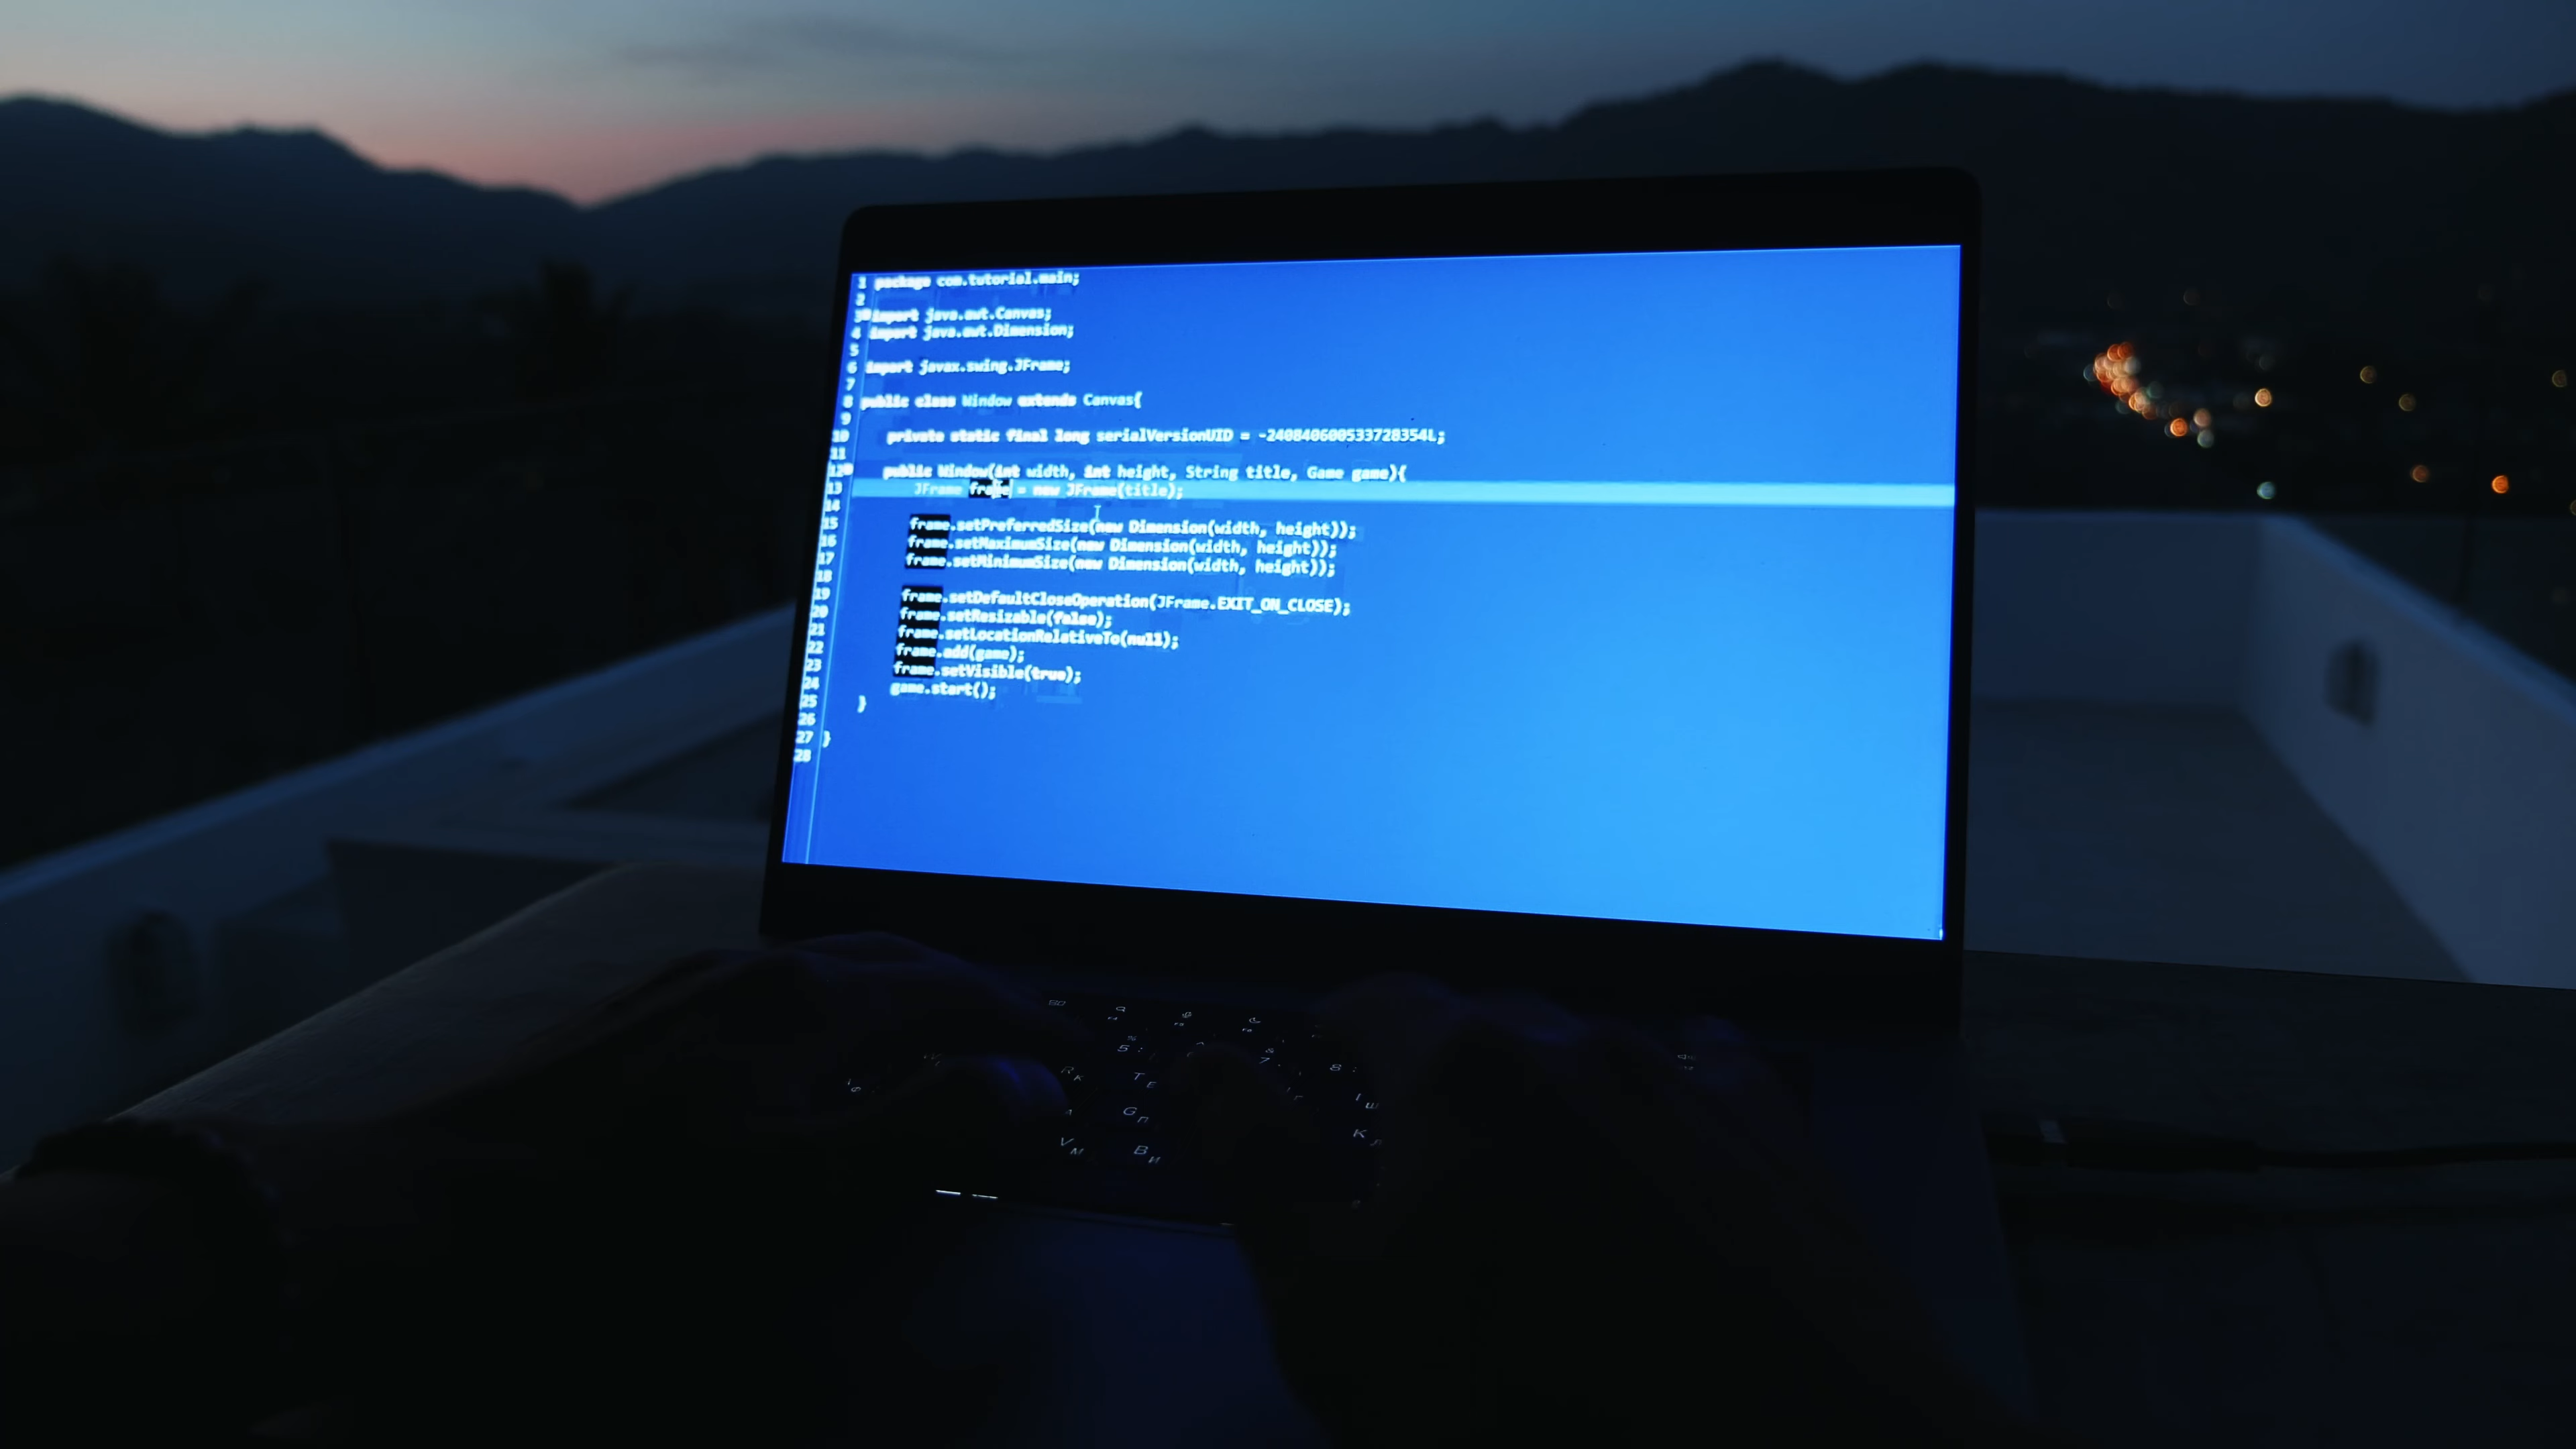 1 package com.tutorial.main;
2
3 import java.awt.Canvas;
4 import java.awt.Dimension;
5
6 import javax.swing.JFrame;
7
8 public class Window extends Canvas{
9
10 private static final long serialVersionUID = -240840600533728354L;
11
12 public Window(int width, int height, String title, Game game){
13 JFrame frame = new JFrame(title);
14
15 frame.setPreferredSize(new Dimension(width, height));
16 frame.setMaximumSize(new Dimension(width, height));
17 frame.setMinimumSize(new Dimension(width, height));
18
19 frame.setDefaultCloseOperation(JFrame.EXIT_ON_CLOSE);
20 frame.setResizable(false);
21 frame.setLocationRelativeTo(null);
22 frame.add(game);
23 frame.setVisible(true);
24 game.start();
25 }
26
27 }
28
5 7 8
R К T Е I Ш
G П K
V М B И